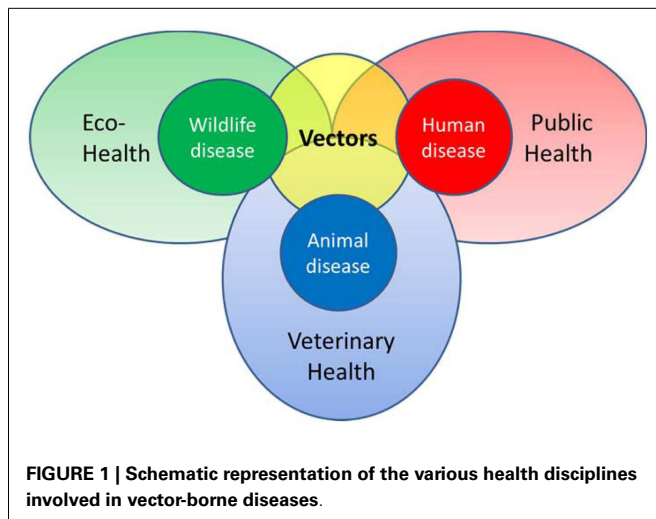 Eco-
Health
Wildlife
disease
Vectors
Human
disease
Public
Health
Animal
disease
Veterinary
Health
FIGURE 1 | Schematic representation of the various health disciplines
involved in vector-borne diseases.